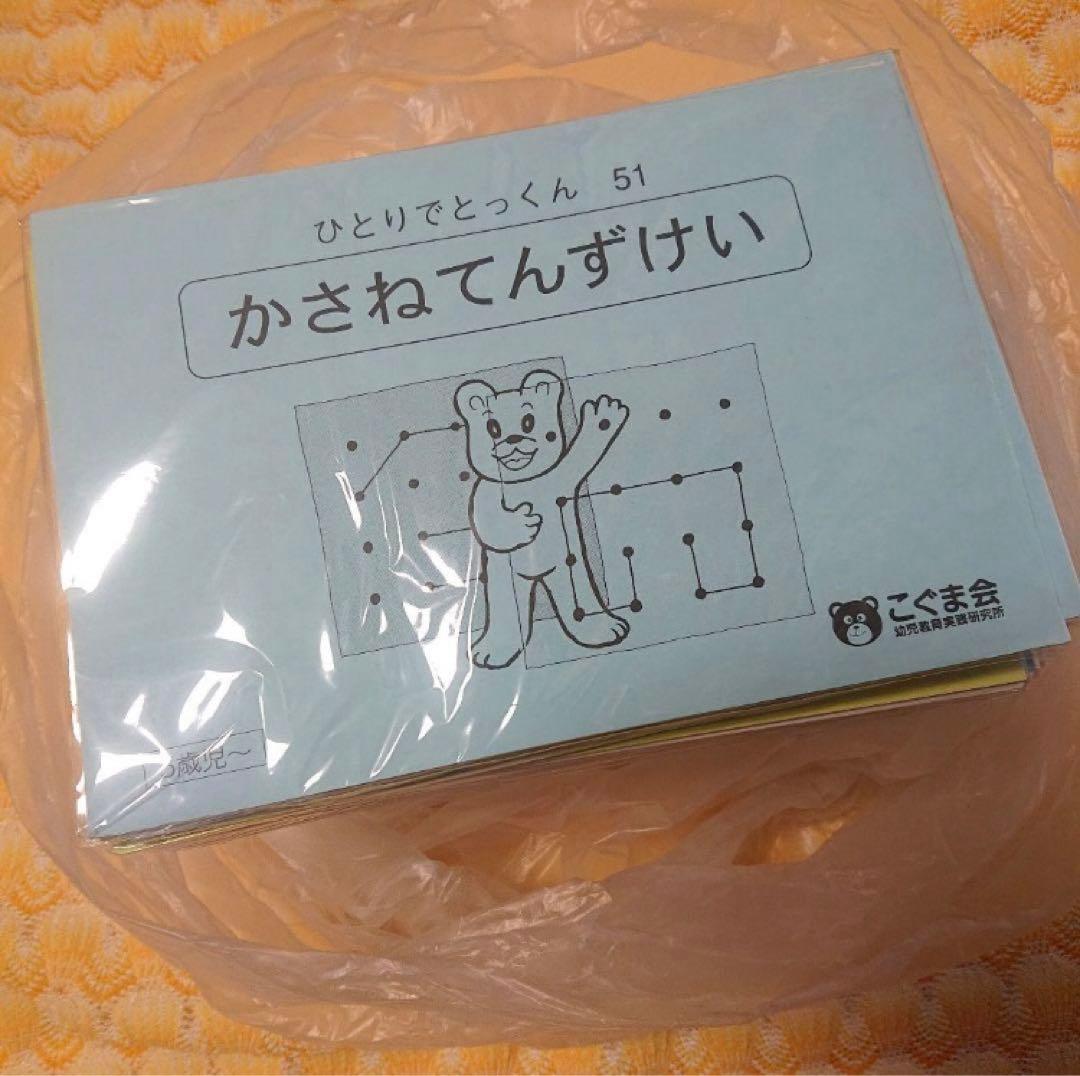 ひとりでとっくん 51
かさねてんずけい
こぐま会
幼児教育実践研究所
歳児〜